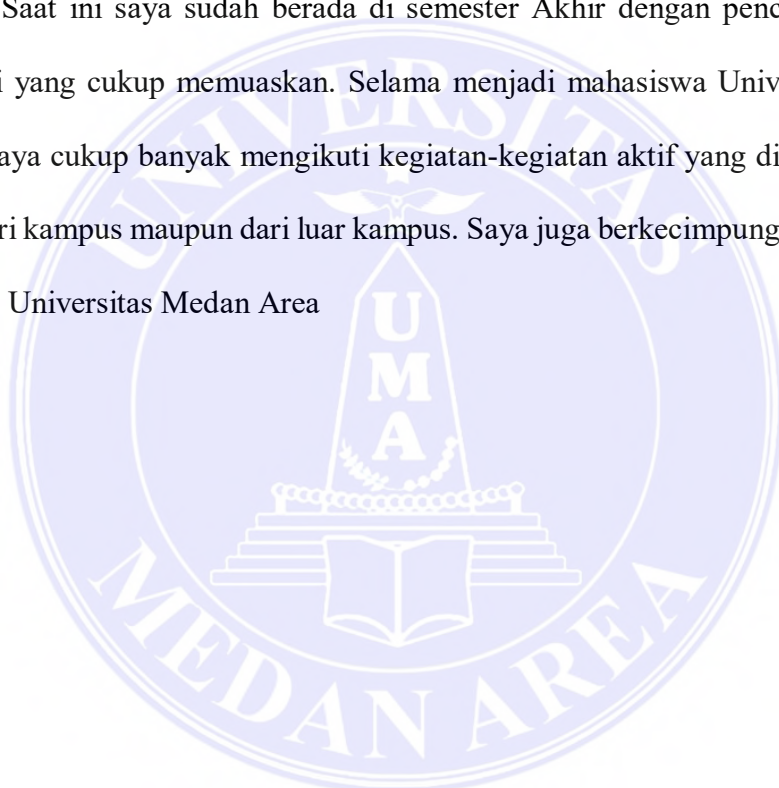 Saat ini saya sudah berada di semester Akhir dengan
yang cukup memuaskan. Selama menjadi mahasiswa
cukup banyak mengikuti kegiatan-kegiatan aktif yang
kampus maupun dari luar kampus. Saya juga berkecimpung
Universitas Medan Area
UNIVERSITAS
U
M
A
MEDAN AREA